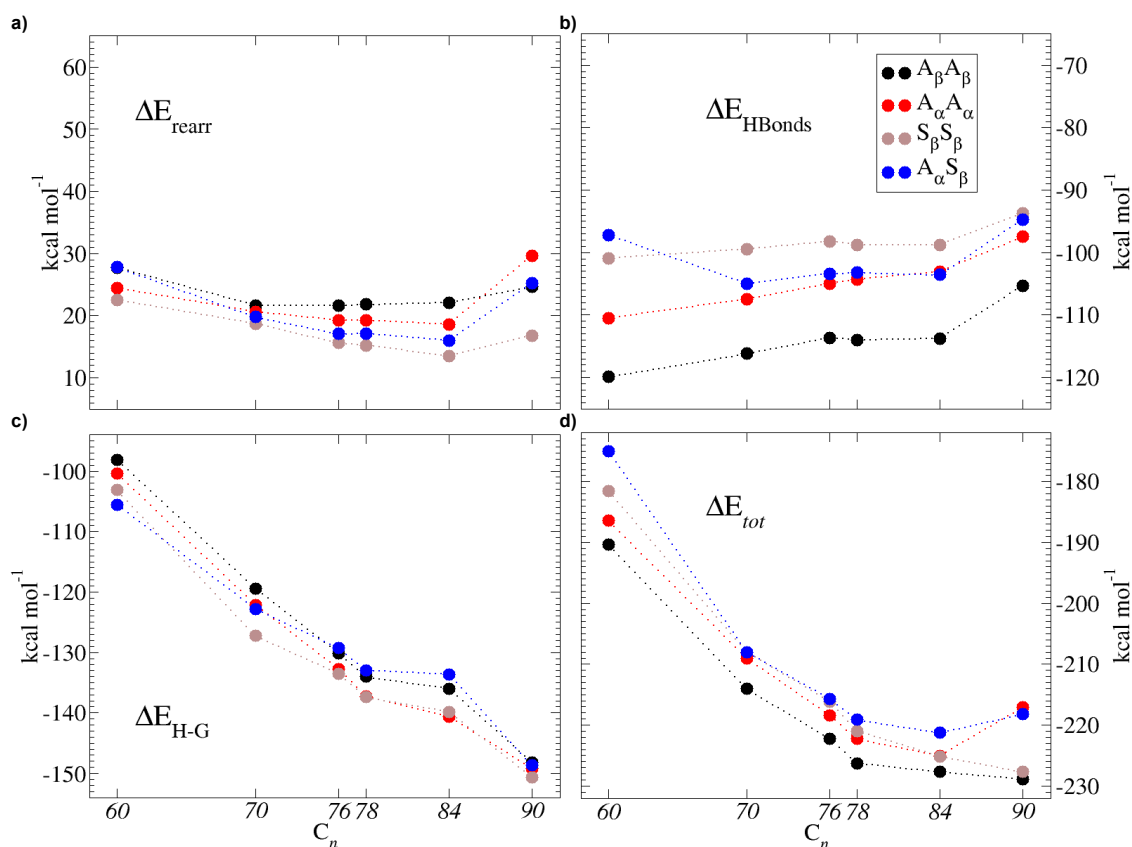 a)
60
50
40
30
20
10
kcal mol⁻¹
ΔE_rearr
b)
-70
-80
-90
-100
-110
-120
kcal mol⁻¹
ΔE_HBonds
A_βA_β
A_αA_α
S_βS_β
A_αS_β
c)
-100
-110
-120
-130
-140
-150
kcal mol⁻¹
ΔE_H-G
60 70 76 78 84 90
C_n
d)
-180
-190
-200
-210
-220
-230
kcal mol⁻¹
ΔE_tot
60 70 76 78 84 90
C_n